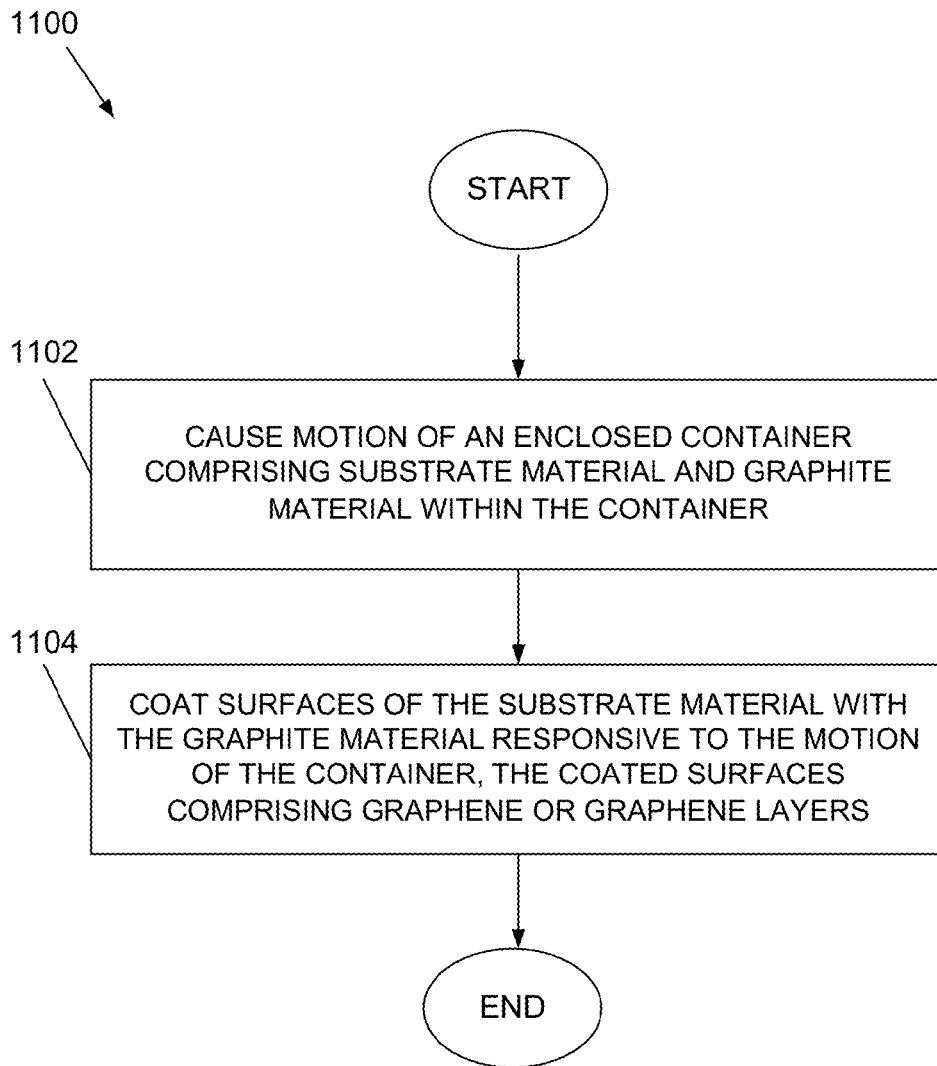 1100
START
1102
CAUSE MOTION OF AN ENCLOSED CONTAINER
COMPRISING SUBSTRATE MATERIAL AND GRAPHITE
MATERIAL WITHIN THE CONTAINER
1104
COAT SURFACES OF THE SUBSTRATE MATERIAL WITH
THE GRAPHITE MATERIAL RESPONSIVE TO THE MOTION
OF THE CONTAINER, THE COATED SURFACES
COMPRISING GRAPHENE OR GRAPHENE LAYERS
END